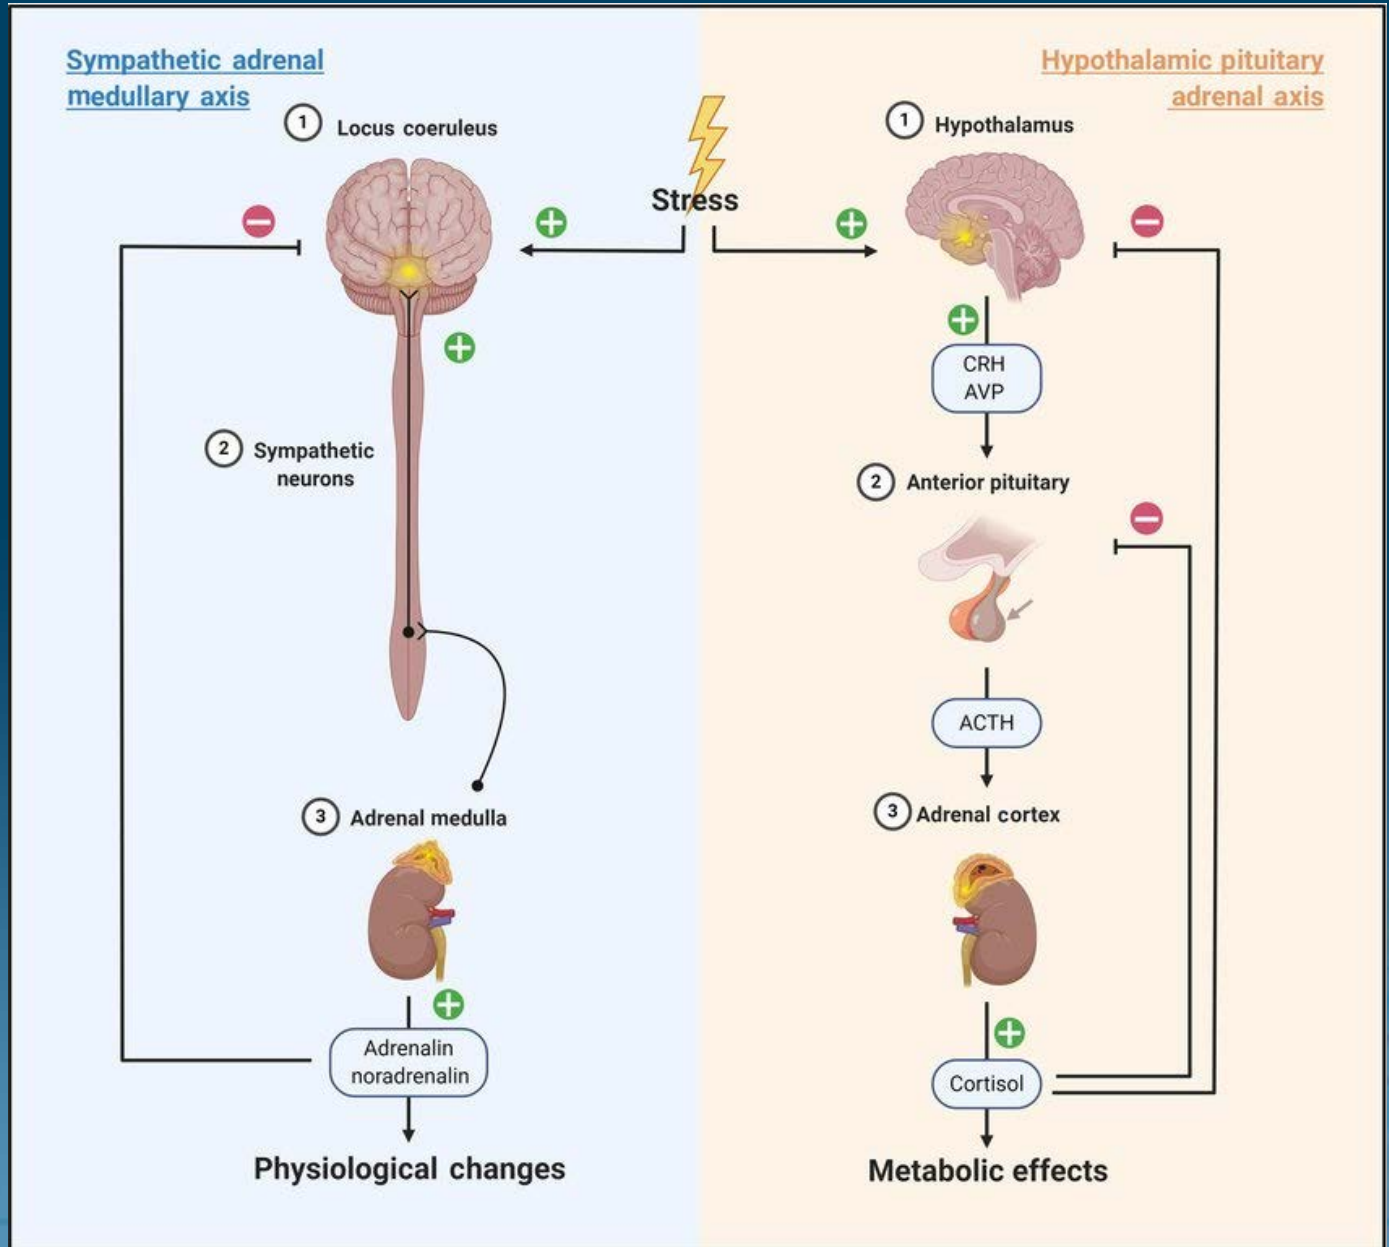 Sympathetic adrenal
medullary axis
1 Locus coeruleus
2 Sympathetic
neurons
3 Adrenal medulla
Adrenalin
noradrenalin
Physiological changes
Stress
Hypothalamic pituitary
adrenal axis
1 Hypothalamus
CRH
AVP
2 Anterior pituitary
ACTH
3 Adrenal cortex
Cortisol
Metabolic effects